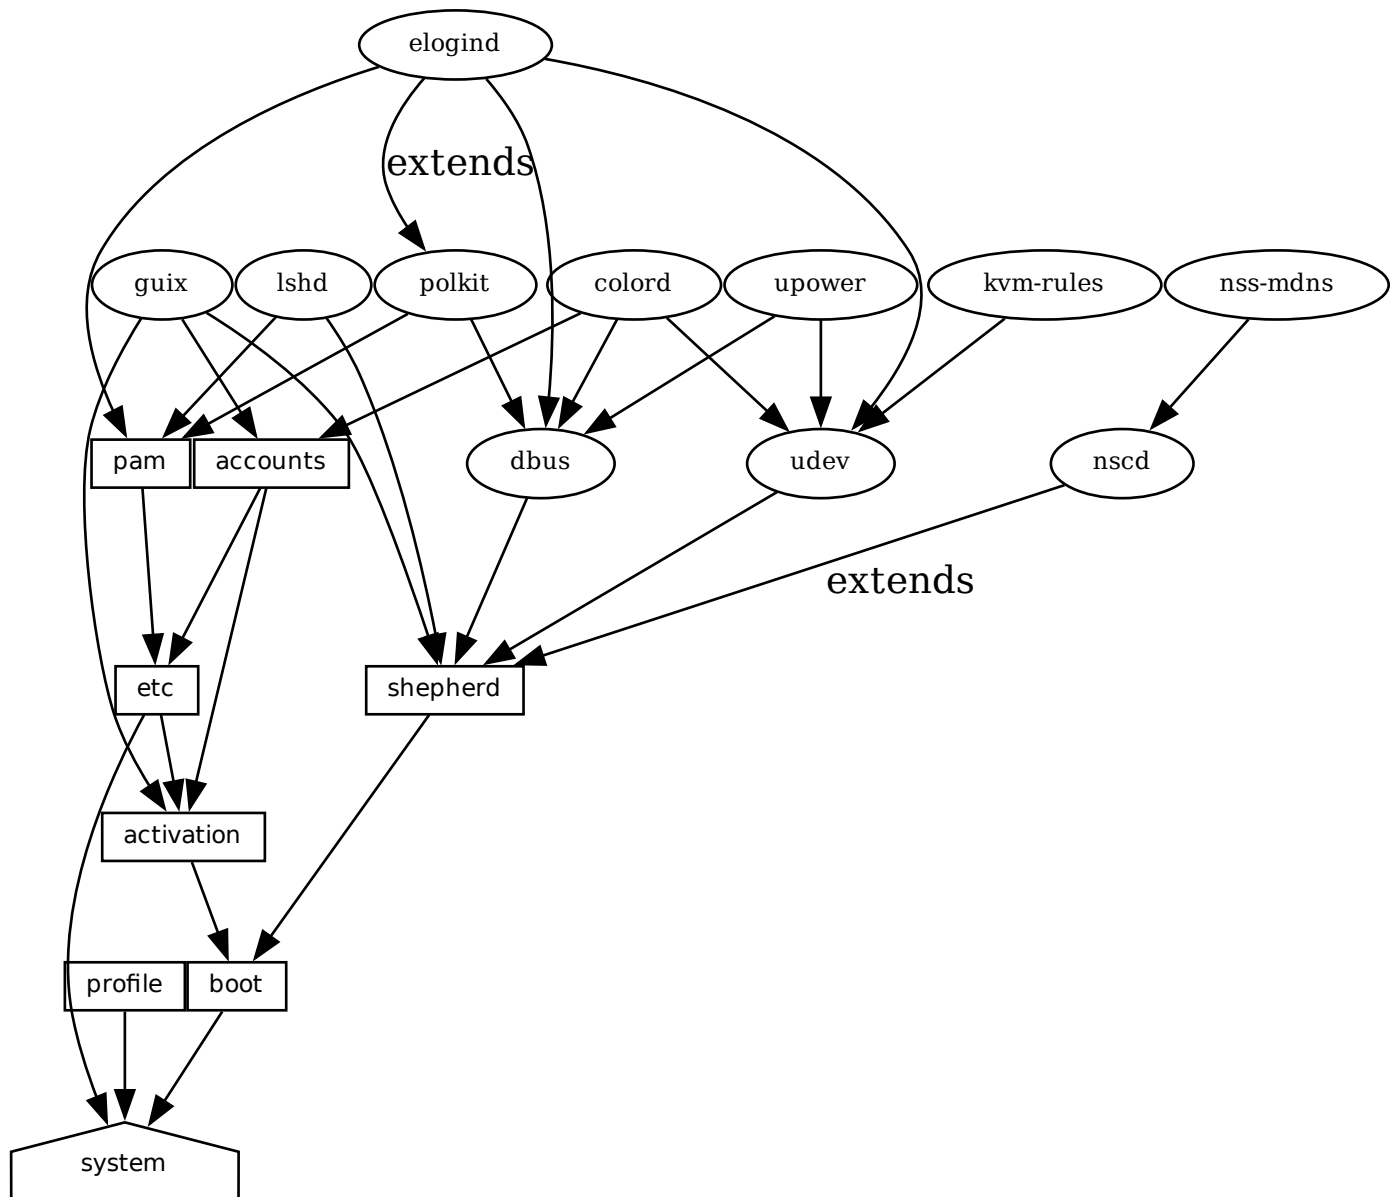 elogind
extends
guix
lshd
polkit
colord
upower
kvm-rules
nss-mdns
pam
accounts
dbus
udev
nscd
extends
etc
shepherd
activation
profile
boot
system